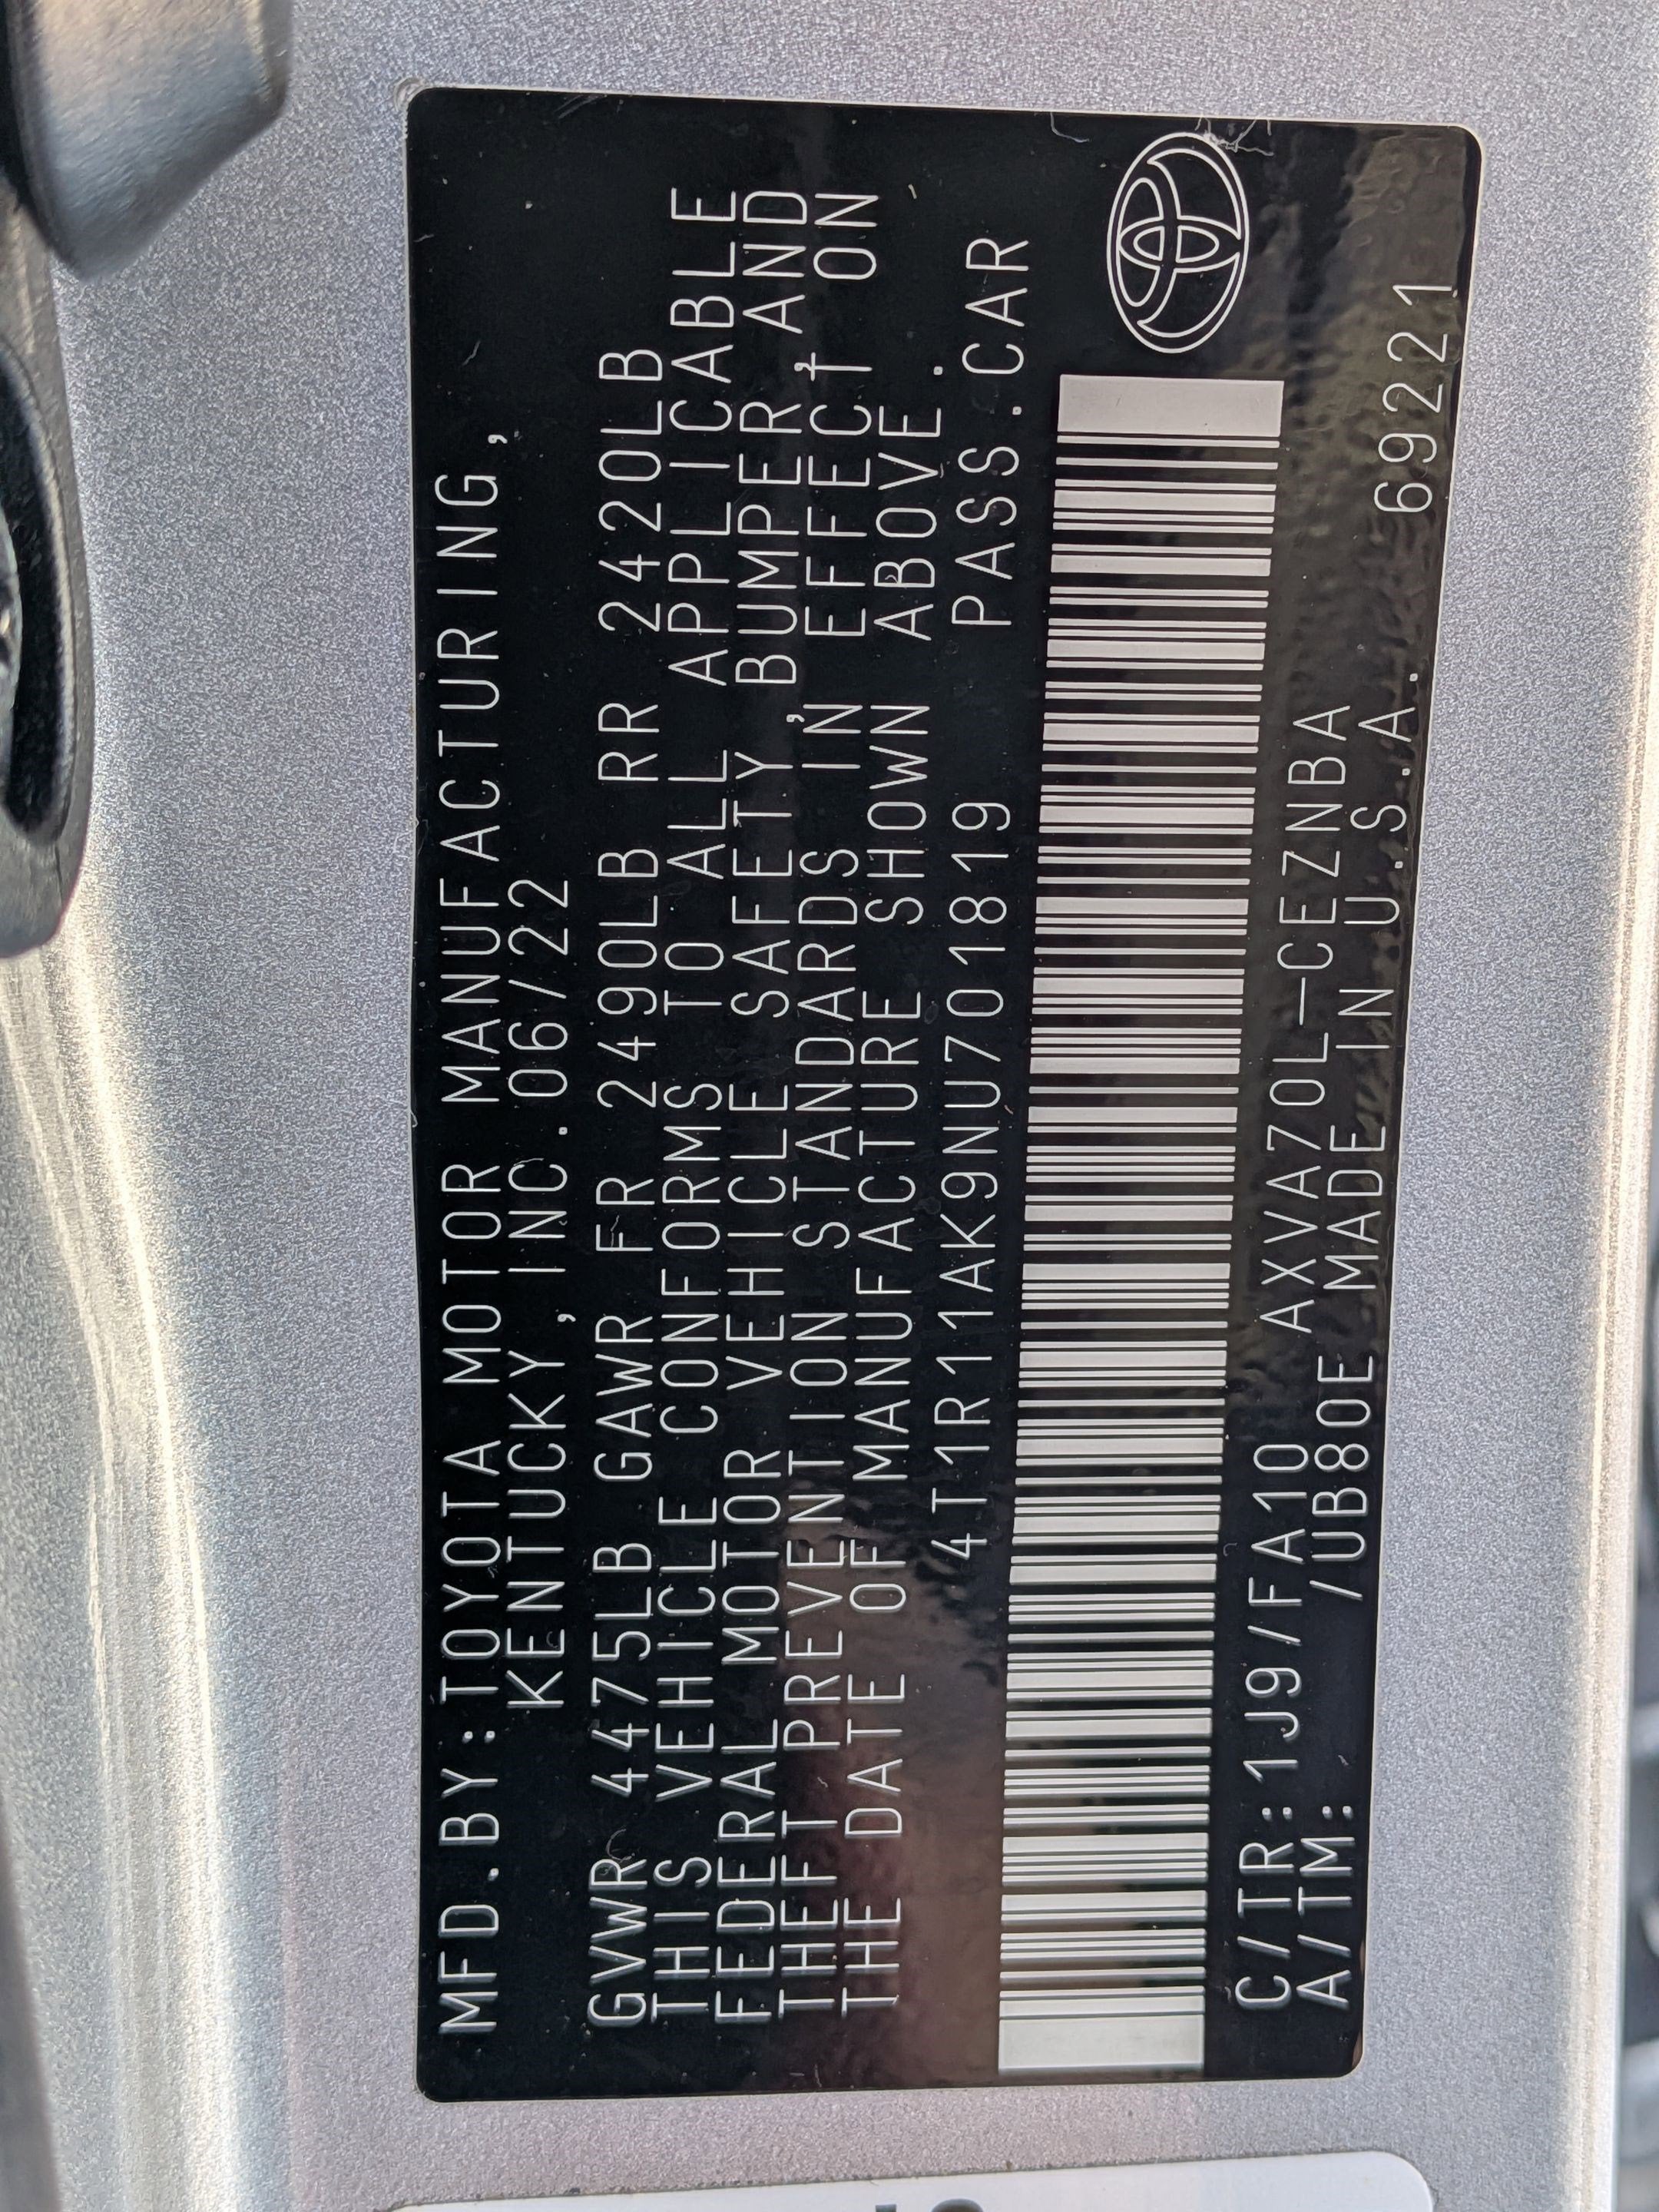 MFD.BY:TOYOTA MOTOR MANUFACTURING,
KENTUCKY, INC. 06/22
GVWR 4475LB GAWR FR 2490LB RR 2420LB
THIS VEHICLE CONFORMS TO ALL APPLICABLE
FEDERAL MOTOR VEHICLE SAFETY, BUMPER, AND
THEFT PREVENTION STANDARDS IN EFFECT ON
THE DATE OF MANUFACTURE SHOWN ABOVE.
4T1R11AK9NU701819 PASS.CAR
C/TR:1J9/FA10 AXVA70L-CEZNBA
A/TM: /UB80E MADE IN U.S.A. 69221